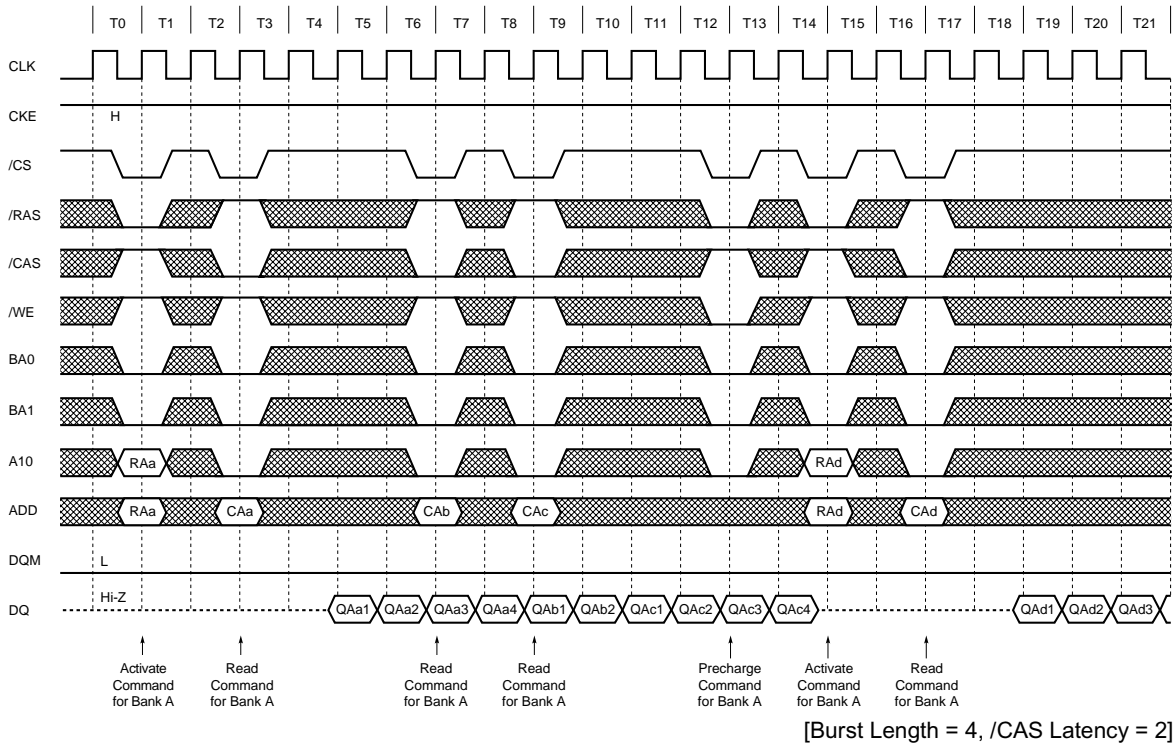 T0 T1 T2 T3 T4 T5 T6 T7 T8 T9 T10 T11 T12 T13 T14 T15 T16 T17 T18 T19 T20 T21
CLK
CKE H
/CS
/RAS
/CAS
/WE
BA0
BA1
A10 RAa RAd
ADD RAa CAa CAb CAc RAd CAd
DQM L
DQ Hi-Z QAa1 QAa2 QAa3 QAa4 QAb1 QAb2 QAc1 QAc2 QAc3 QAc4 QAd1 QAd2 QAd3
Activate
Command
for Bank A
Read
Command
for Bank A
Read
Command
for Bank A
Read
Command
for Bank A
Precharge
Command
for Bank A
Activate
Command
for Bank A
Read
Command
for Bank A
[Burst Length = 4, /CAS Latency = 2]